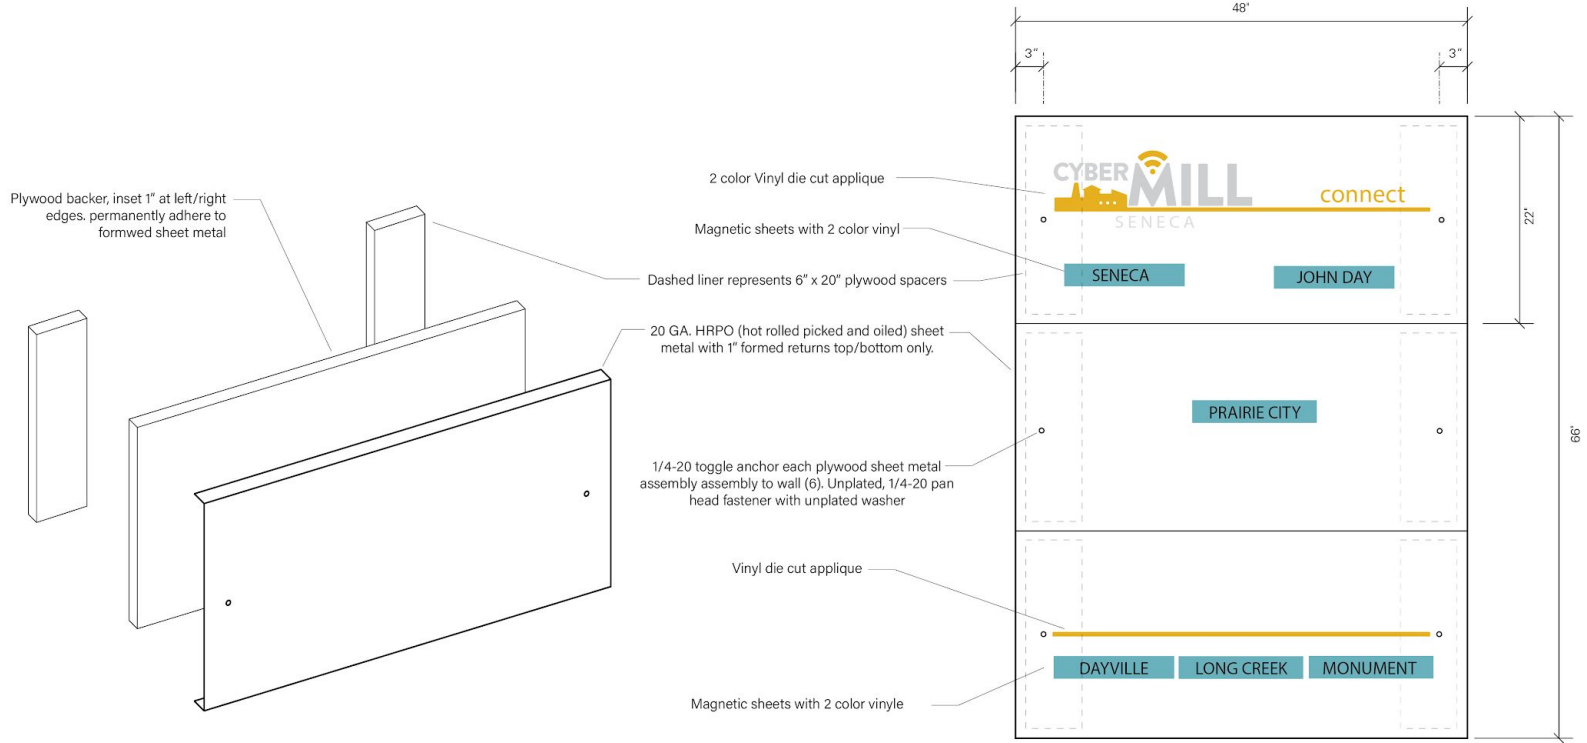 Plywood backer, inset 1" at left/right
edges. permanently adhere to
formwed sheet metal
2 color Vinyl die cut applique
Magnetic sheets with 2 color vinyl
Dashed liner represents 6" x 20" plywood spacers
20 GA. HRPO (hot rolled picked and oiled) sheet
metal with 1" formed returns top/bottom only.
1/4-20 toggle anchor each plywood sheet metal
assembly assembly to wall (6). Unplated, 1/4-20 pan
head fastener with unplated washer
Vinyl die cut applique
Magnetic sheets with 2 color vinyle
48'
3"
3"
CYBER MILL
connect
SENECA
SENECA
JOHN DAY
22'
PRAIRIE CITY
66'
DAYVILLE
LONG CREEK
MONUMENT